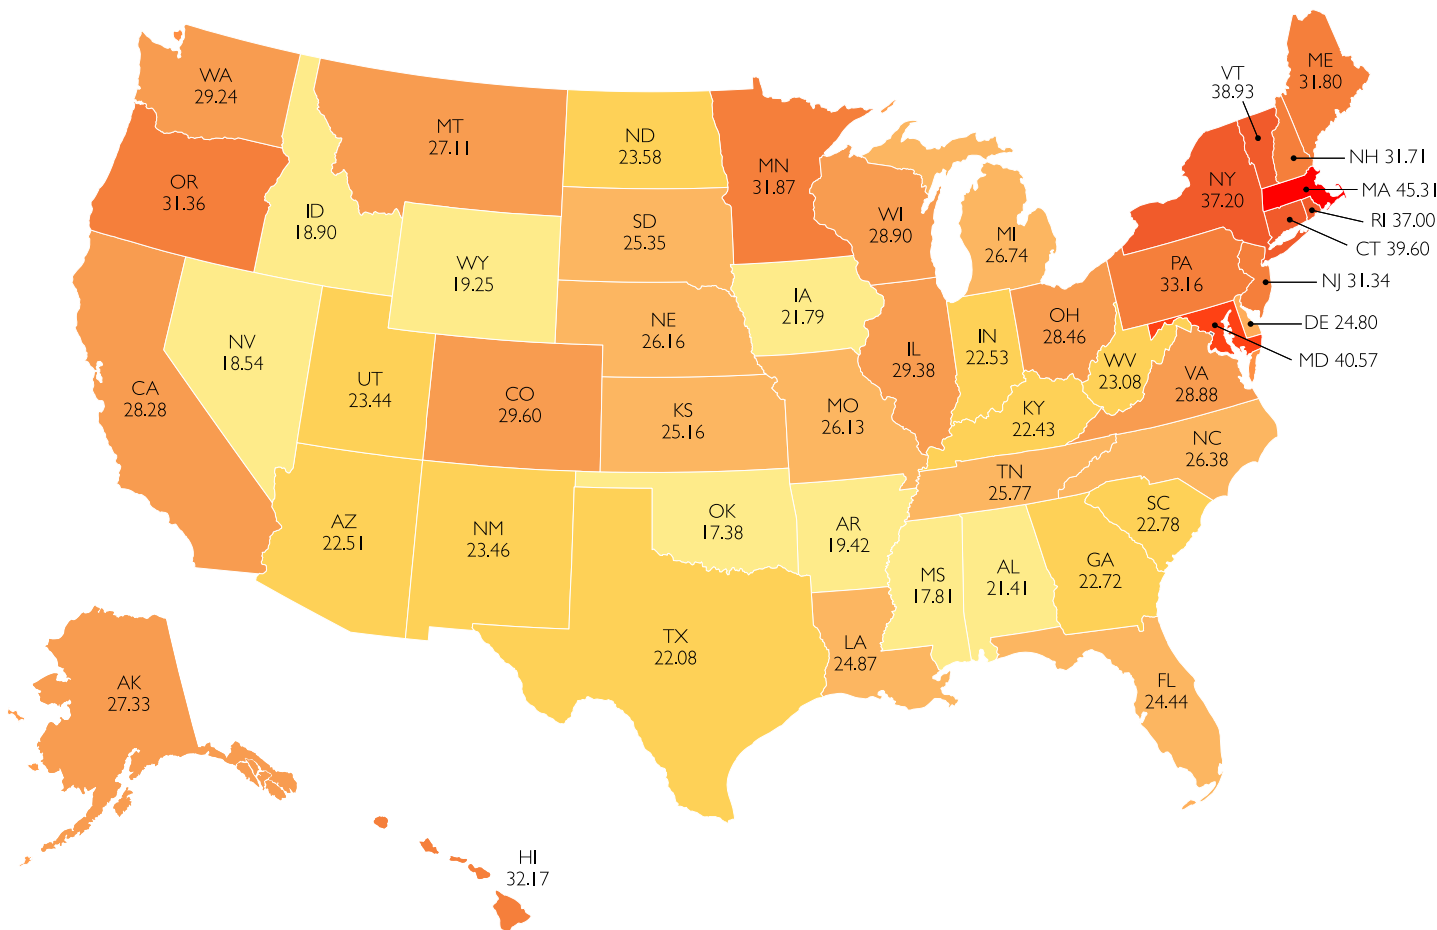 WA
29.24
OR
31.36
CA
28.28
ID
18.90
NV
18.54
MT
27.11
WY
19.25
UT
23.44
AZ
22.51
CO
29.60
NM
23.46
ND
23.58
SD
25.35
NE
26.16
KS
25.16
OK
17.38
TX
22.08
MN
31.87
IA
21.79
MO
26.13
AR
19.42
LA
24.87
WI
28.90
IL
29.38
MI
26.74
IN
22.53
OH
28.46
KY
22.43
TN
25.77
MS
17.81
AL
21.41
GA
22.72
FL
24.44
SC
22.78
NC
26.38
VA
28.88
WV
23.08
PA
33.16
NY
37.20
VT
38.93
ME
31.80
NH 31.71
MA 45.31
RI 37.00
CT 39.60
NJ 31.34
DE 24.80
MD 40.57
AK
27.33
HI
32.17